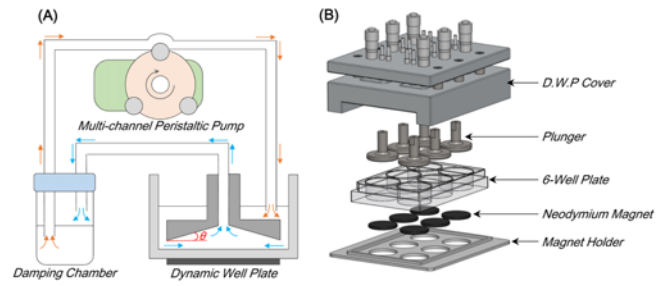 (A)
Multi-channel Peristaltic Pump
θ
Damping Chamber
Dynamic Well Plate
(B)
D.W.P Cover
Plunger
6-Well Plate
Neodymium Magnet
Magnet Holder